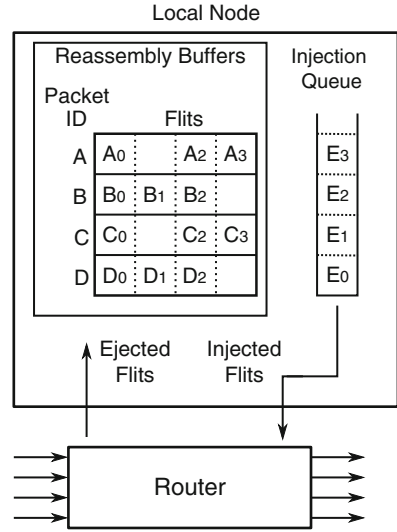 Local Node
Reassembly Buffers
Injection
Queue
Packet
ID
Flits
A A0 A2 A3
B B0 B1 B2
C C0 C2 C3
D D0 D1 D2
E3
E2
E1
E0
Ejected
Flits
Injected
Flits
Router